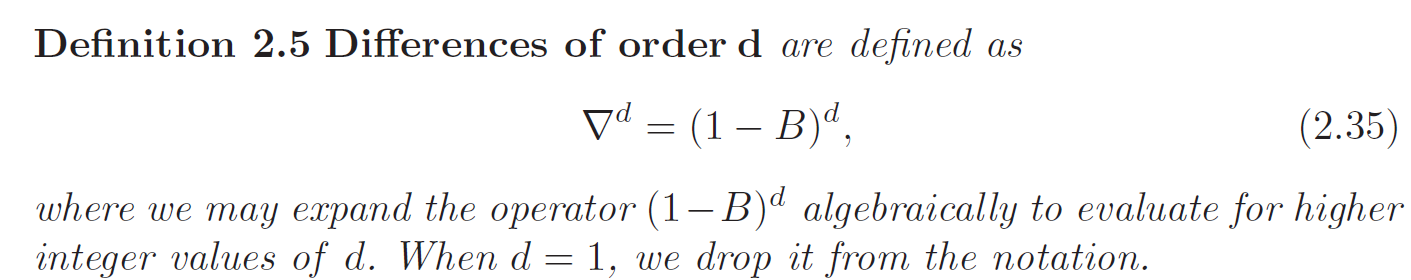 Definition 2.5 Differences of order d are defined as
∇^d = (1 − B)^d, (2.35)
where we may expand the operator (1−B)^d algebraically to evaluate for higher
integer values of d. When d = 1, we drop it from the notation.